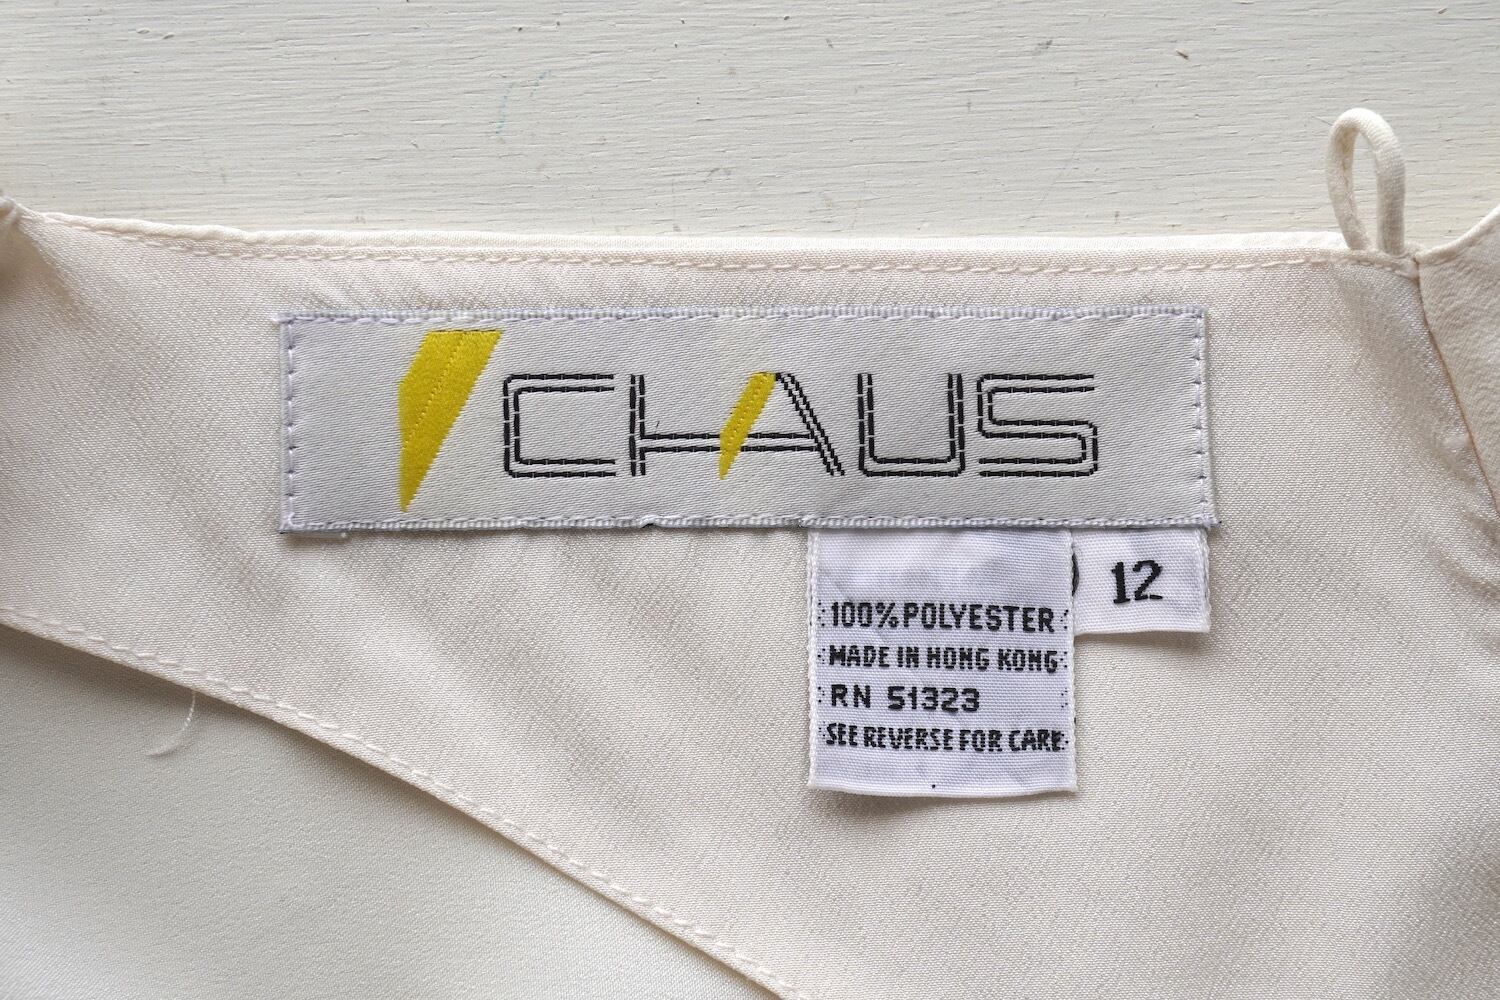 CHAUS
12
100% POLYESTER
MADE IN HONG KONG
RN 51323
SEE REVERSE FOR CARE